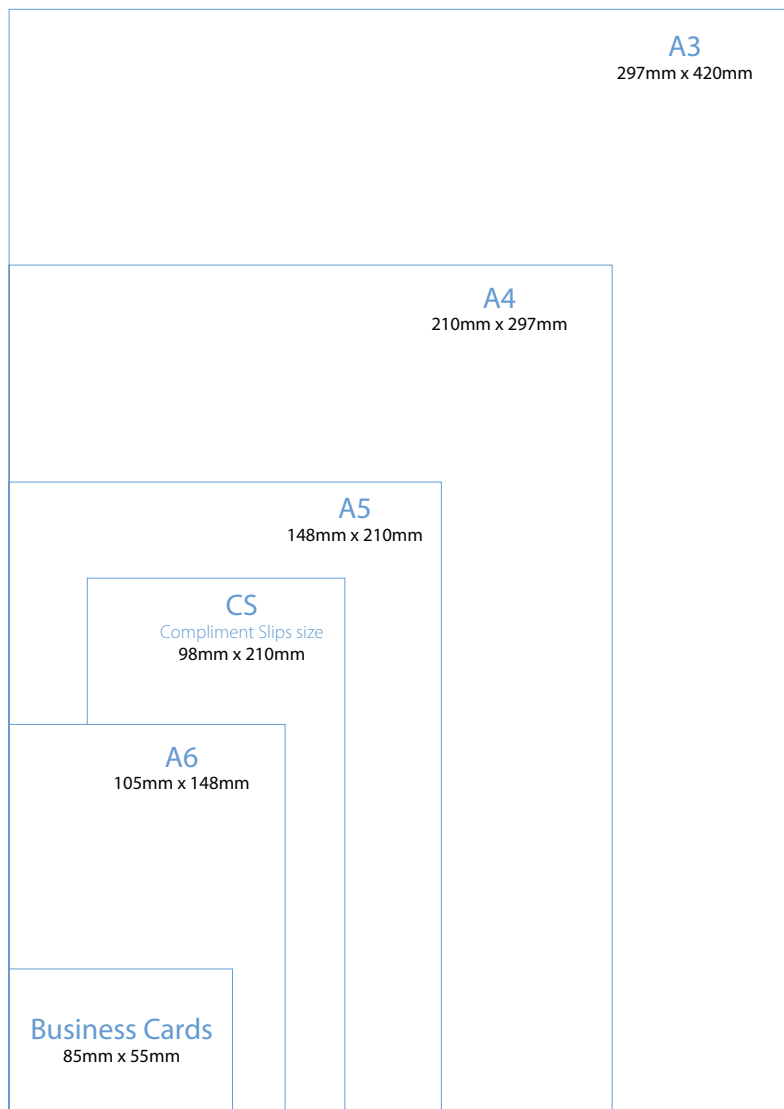 A3
297mm x 420mm
A4
210mm x 297mm
A5
148mm x 210mm
CS
Compliment Slips size
98mm x 210mm
A6
105mm x 148mm
Business Cards
85mm x 55mm